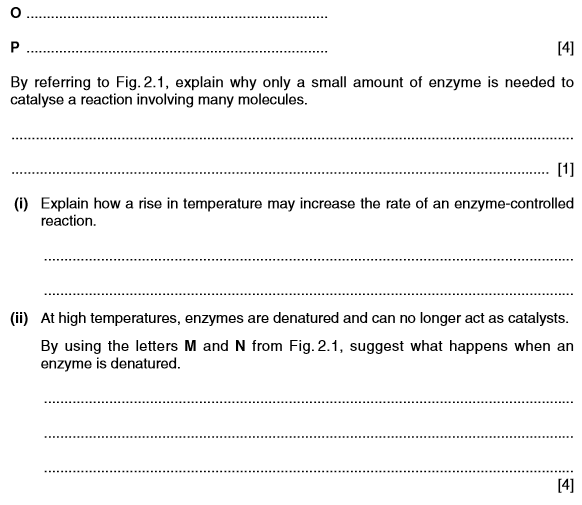 O ..........................................................................
P .......................................................................... [4]
By referring to Fig. 2.1, explain why only a small amount of enzyme is needed to
catalyse a reaction involving many molecules.
..........................................................................
.......................................................................... [1]
(i) Explain how a rise in temperature may increase the rate of an enzyme-controlled
reaction.
..........................................................................
..........................................................................
(ii) At high temperatures, enzymes are denatured and can no longer act as catalysts.
By using the letters M and N from Fig. 2.1, suggest what happens when an
enzyme is denatured.
..........................................................................
..........................................................................
..........................................................................
[4]